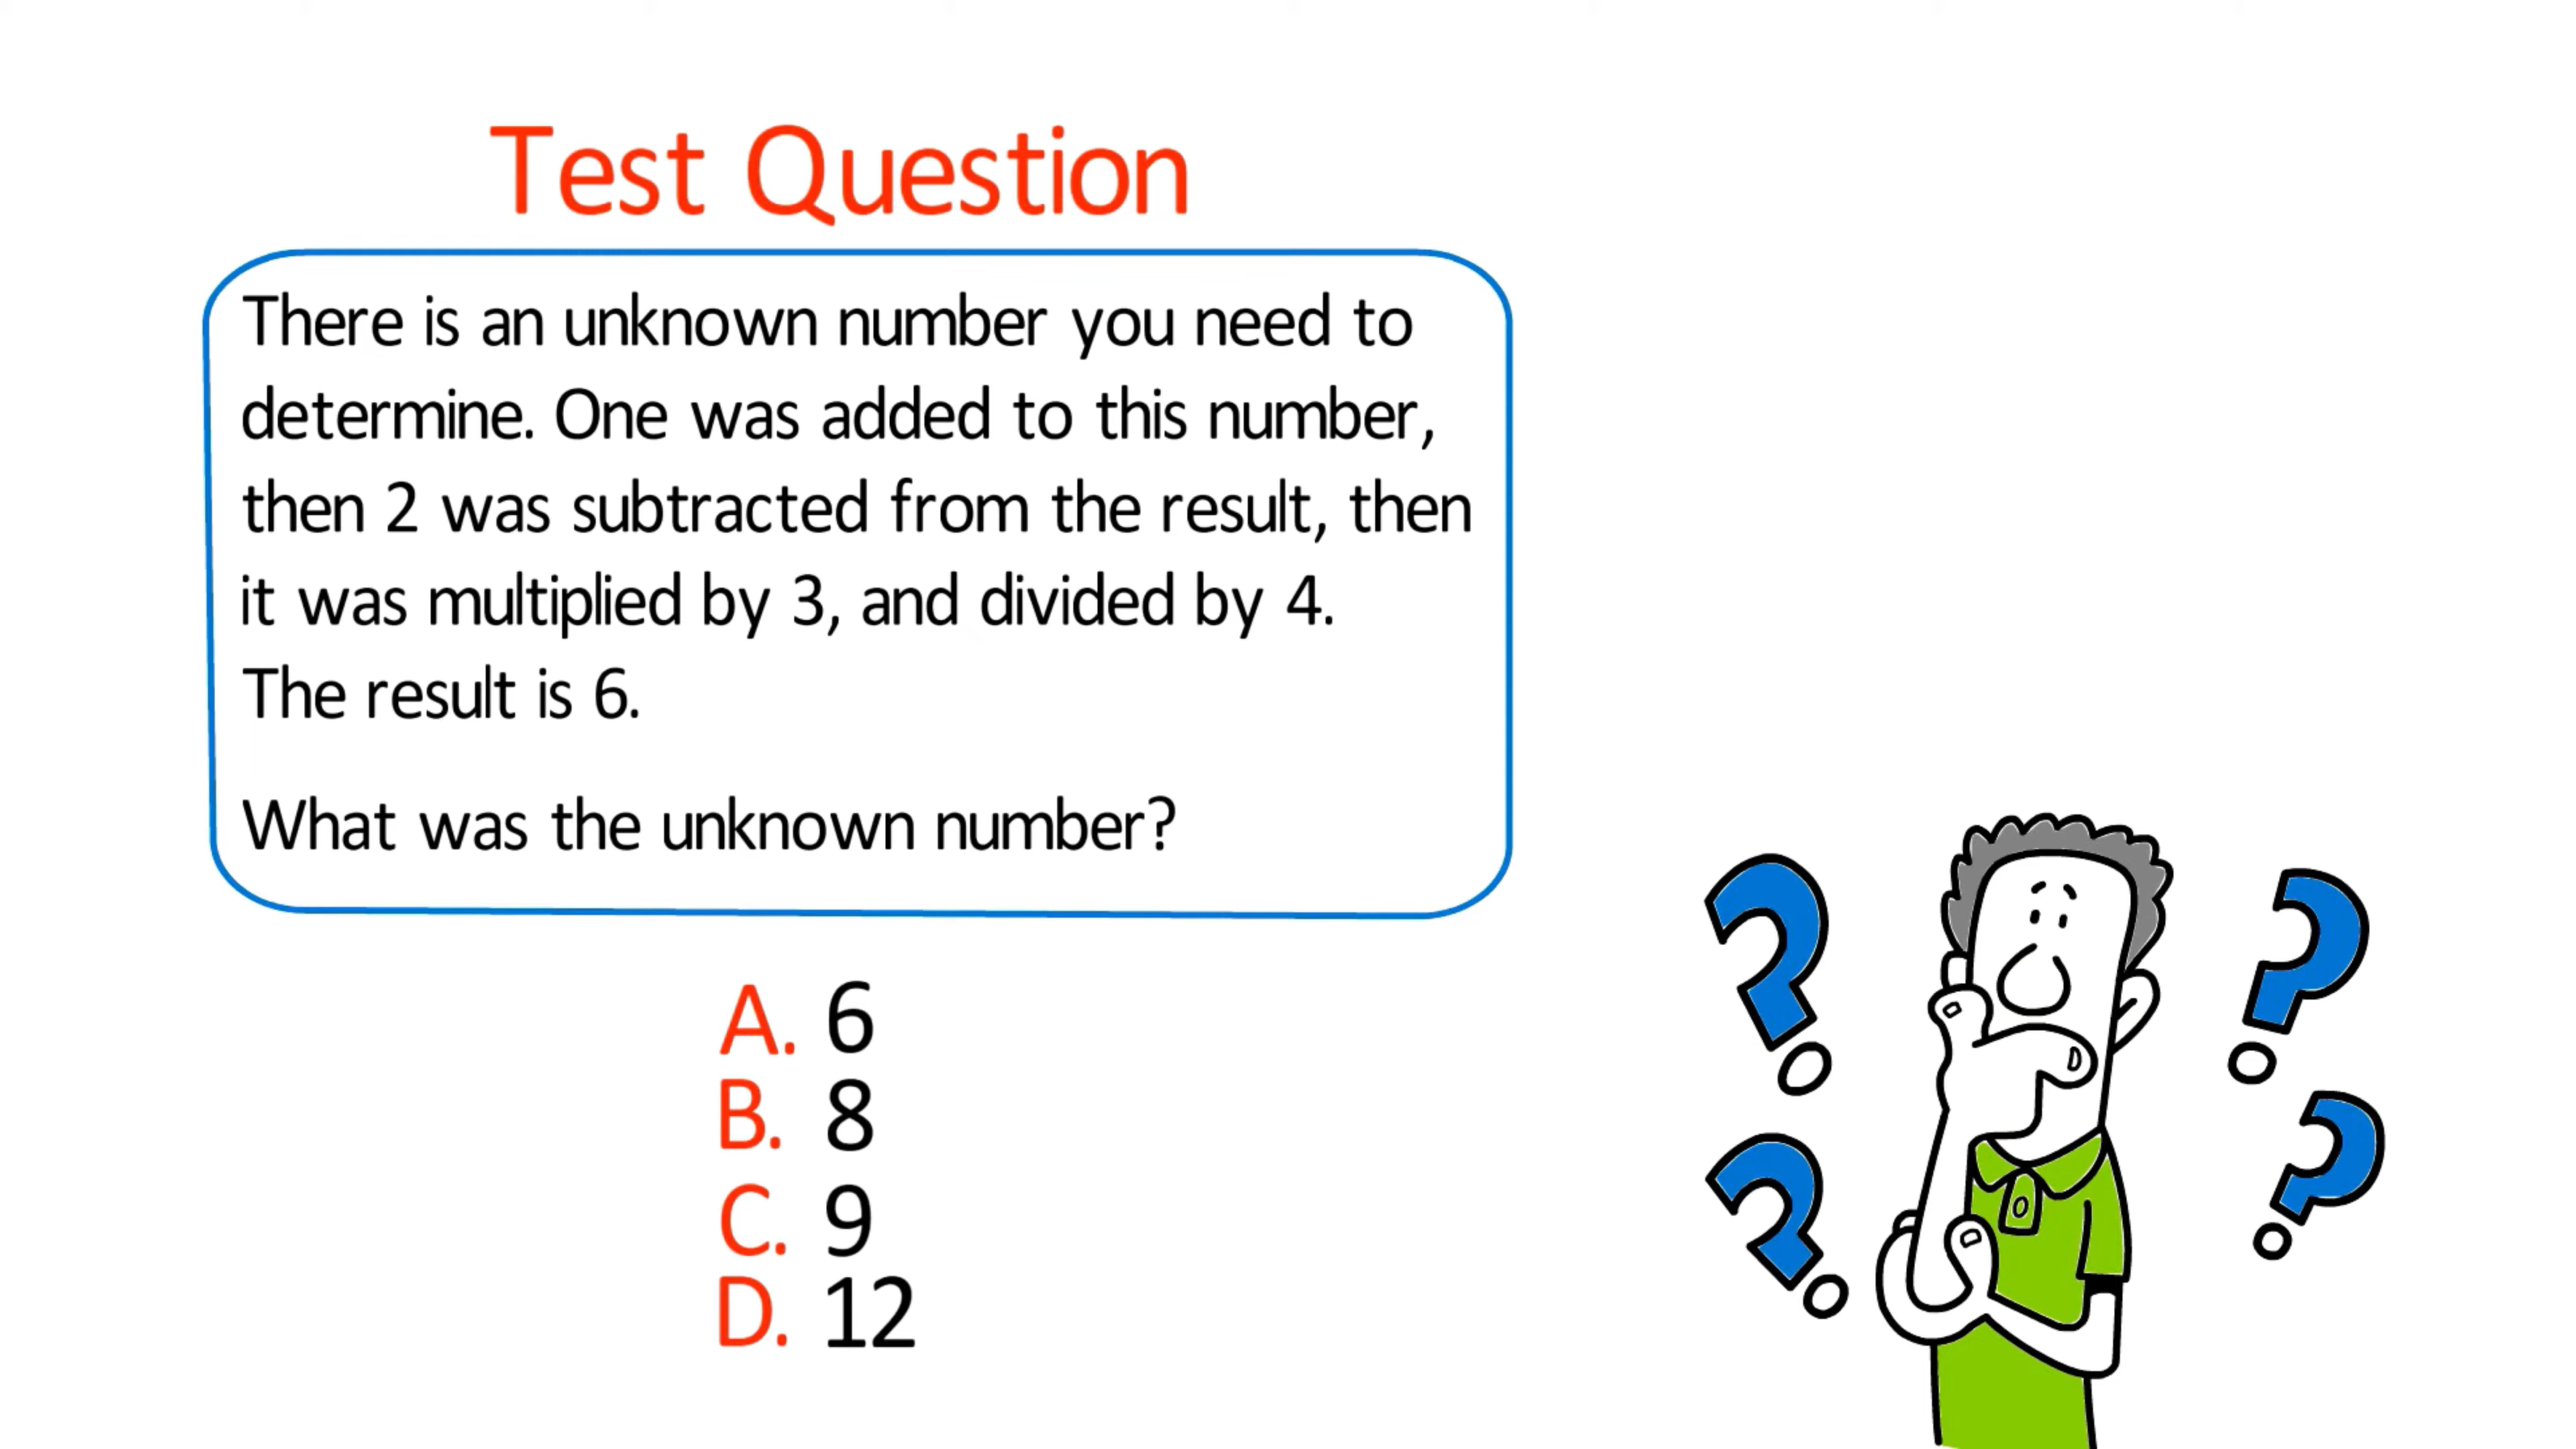 Test Question
There is an unknown number you need to
determine. One was added to this number,
then 2 was subtracted from the result, then
it was multiplied by 3, and divided by 4.
The result is 6.
What was the unknown number?
A. 6
B. 8
C. 9
D. 12